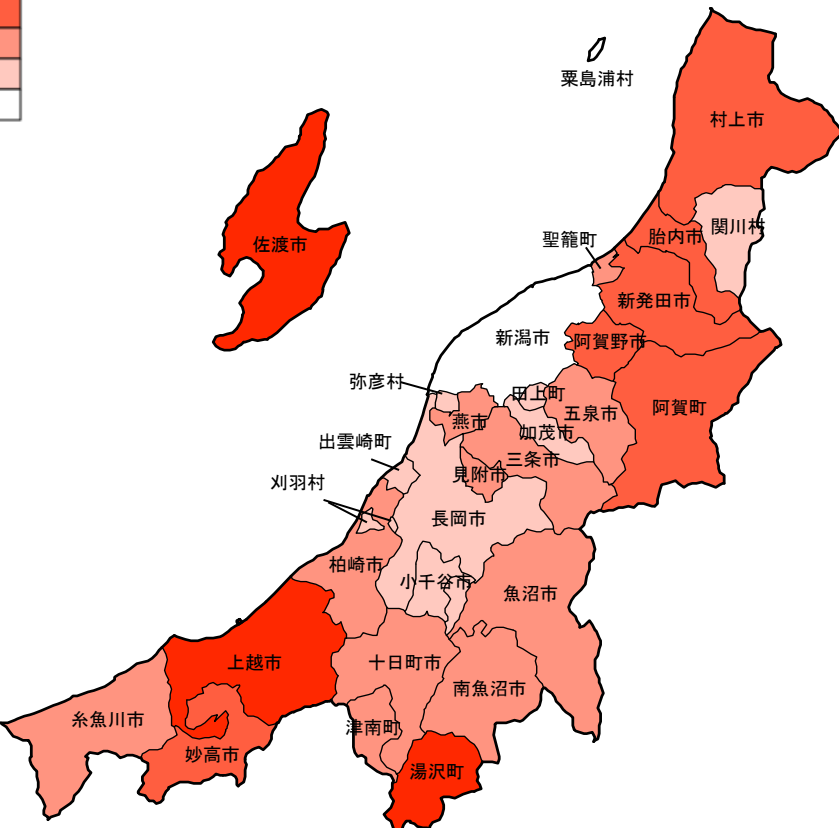 粟島浦村
村上市
関川村
胎内市
聖籠町
佐渡市
新発田市
新潟市
阿賀野市
弥彦村
田上町
阿賀町
五泉市
燕市
加茂市
出雲崎町
三条市
見附市
刈羽村
長岡市
柏崎市
小千谷市
魚沼市
上越市
十日町市
南魚沼市
糸魚川市
津南町
妙高市
湯沢町